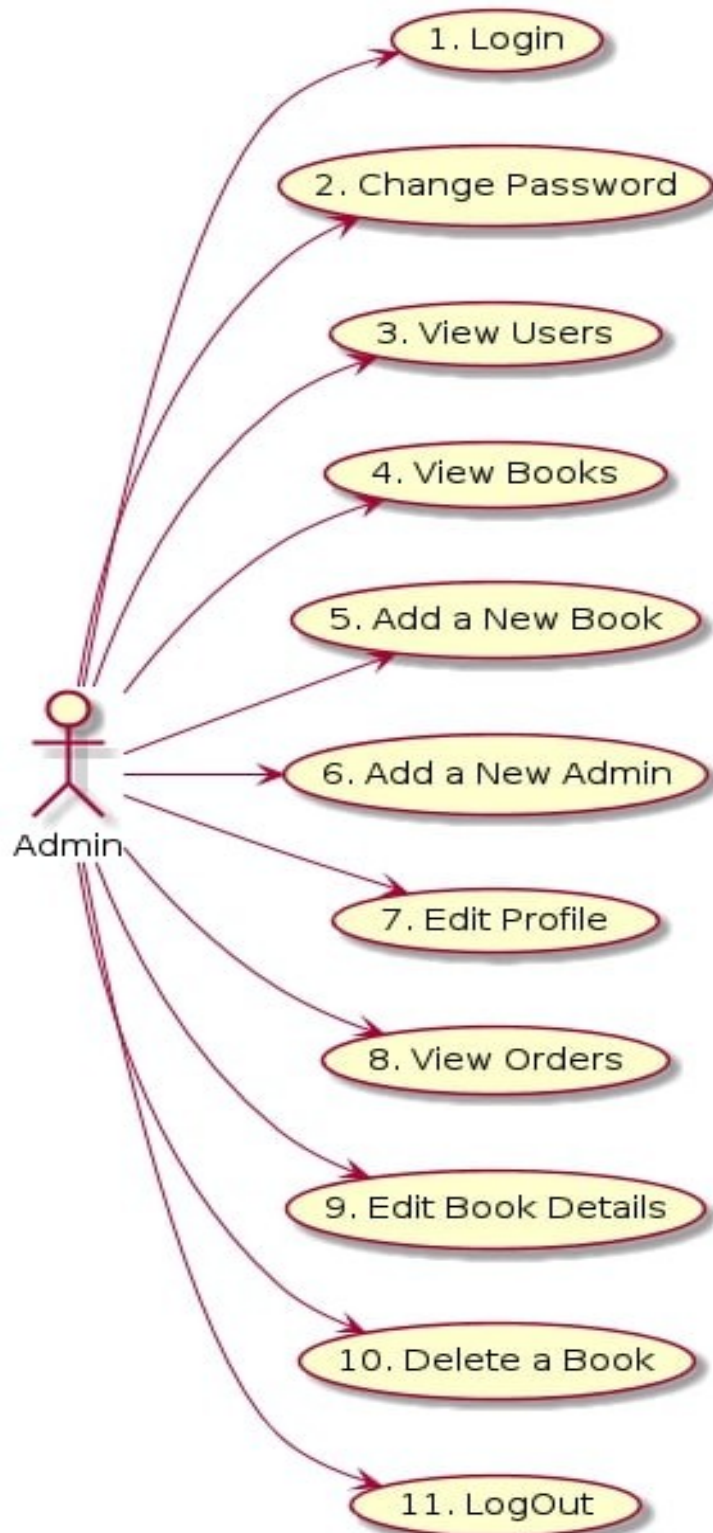 1. Login
2. Change Password
3. View Users
4. View Books
5. Add a New Book
6. Add a New Admin
Admin
7. Edit Profile
8. View Orders
9. Edit Book Details
10. Delete a Book
11. LogOut